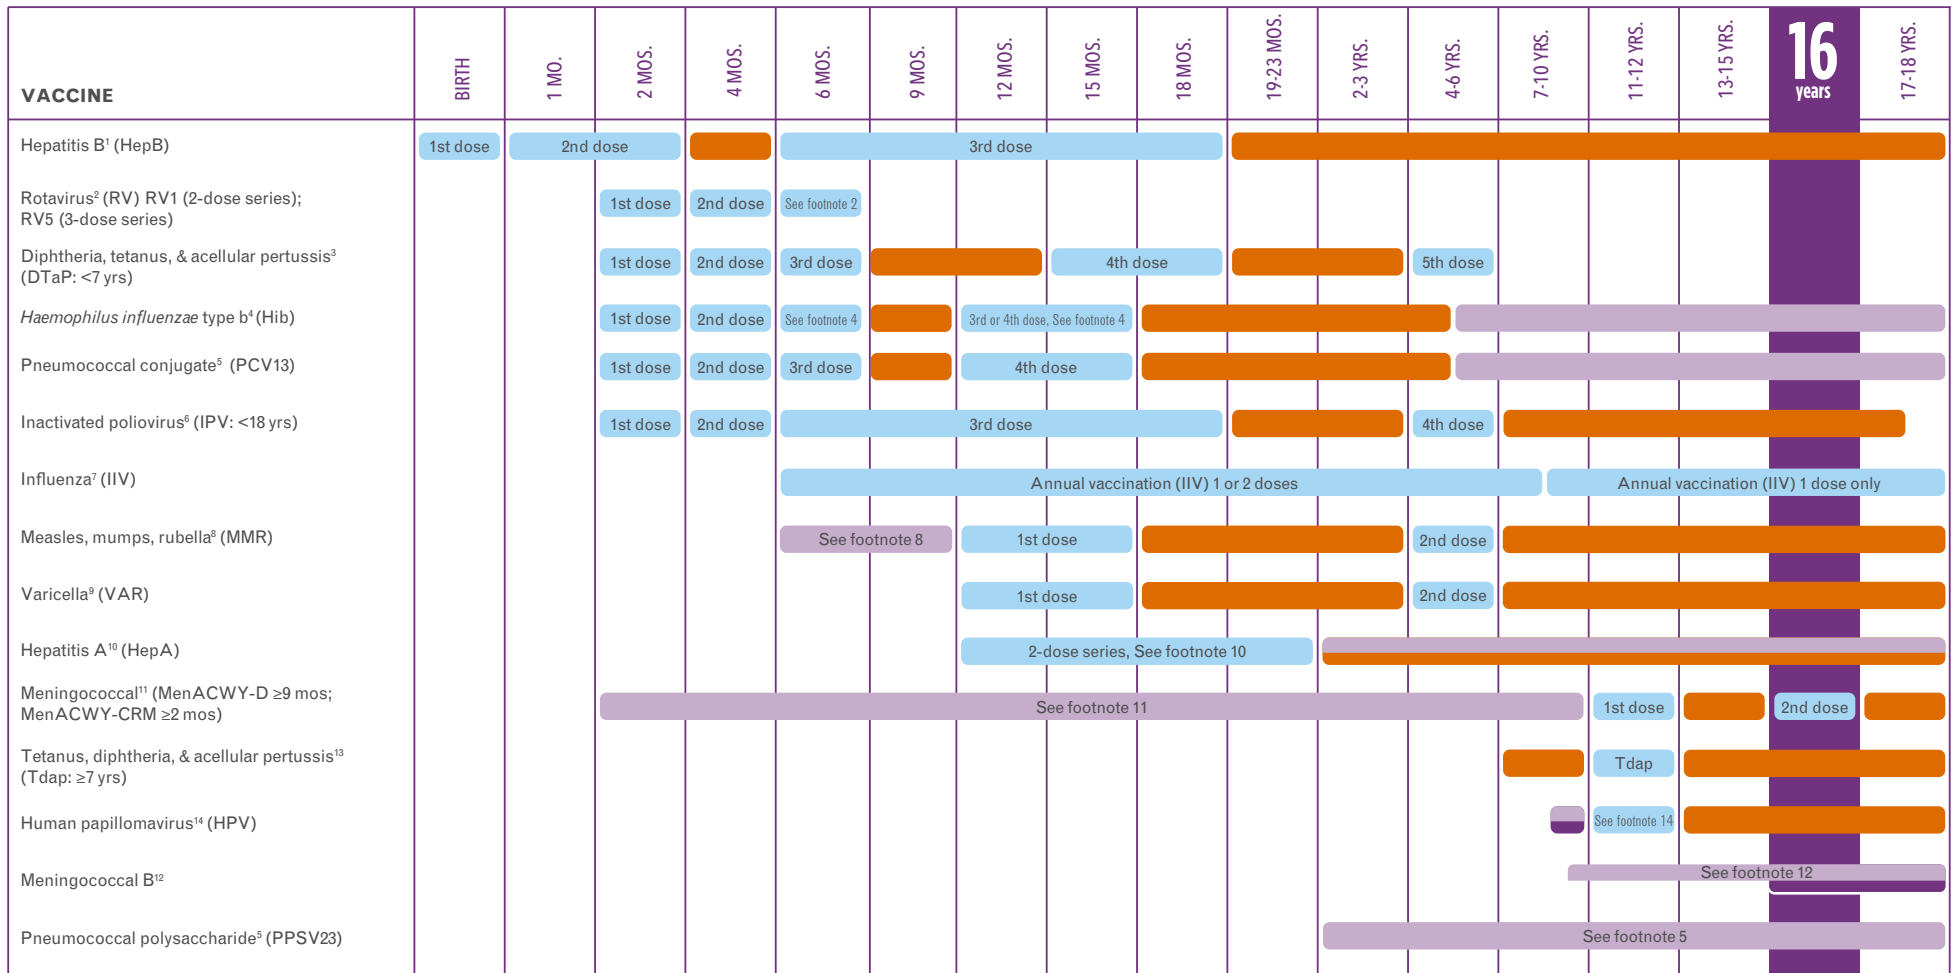 VACCINE
BIRTH
1 MO.
2 MOS.
4 MOS.
6 MOS.
9 MOS.
12 MOS.
15 MOS.
18 MOS.
19-23 MOS.
2-3 YRS.
4-6 YRS.
7-10 YRS.
11-12 YRS.
13-15 YRS.
16
years
17-18 YRS.
Hepatitis B¹ (HepB)
1st dose
2nd dose
3rd dose
Rotavirus² (RV) RV1 (2-dose series);
RV5 (3-dose series)
1st dose
2nd dose
See footnote 2
Diphtheria, tetanus, & acellular pertussis³
(DTaP: <7 yrs)
1st dose
2nd dose
3rd dose
4th dose
5th dose
Haemophilus influenzae type b⁴ (Hib)
1st dose
2nd dose
See footnote 4
3rd or 4th dose, See footnote 4
Pneumococcal conjugate⁵ (PCV13)
1st dose
2nd dose
3rd dose
4th dose
Inactivated poliovirus⁶ (IPV: <18 yrs)
1st dose
2nd dose
3rd dose
4th dose
Influenza⁷ (IIV)
Annual vaccination (IIV) 1 or 2 doses
Annual vaccination (IIV) 1 dose only
Measles, mumps, rubella⁸ (MMR)
See footnote 8
1st dose
2nd dose
Varicella⁹ (VAR)
1st dose
2nd dose
Hepatitis A¹⁰ (HepA)
2-dose series, See footnote 10
Meningococcal¹¹ (MenACWY-D ≥9 mos;
MenACWY-CRM ≥2 mos)
See footnote 11
1st dose
2nd dose
Tetanus, diphtheria, & acellular pertussis¹³
(Tdap: ≥7 yrs)
Tdap
Human papillomavirus¹⁴ (HPV)
See footnote 14
Meningococcal B¹²
See footnote 12
Pneumococcal polysaccharide⁵ (PPSV23)
See footnote 5